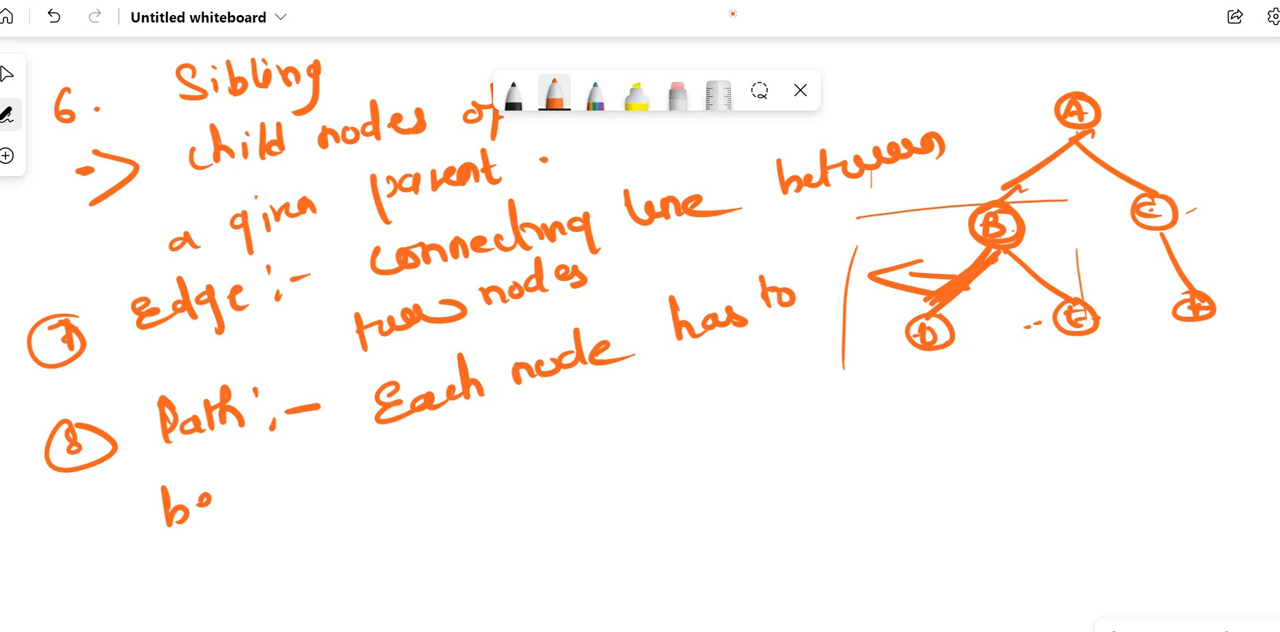 Untitled whiteboard
6. Sibling
-> child nodes of
a given parent.
7 Edge :- connecting line between
two nodes
8 Path :- Each node has to
be
A
B
C
D
E
F